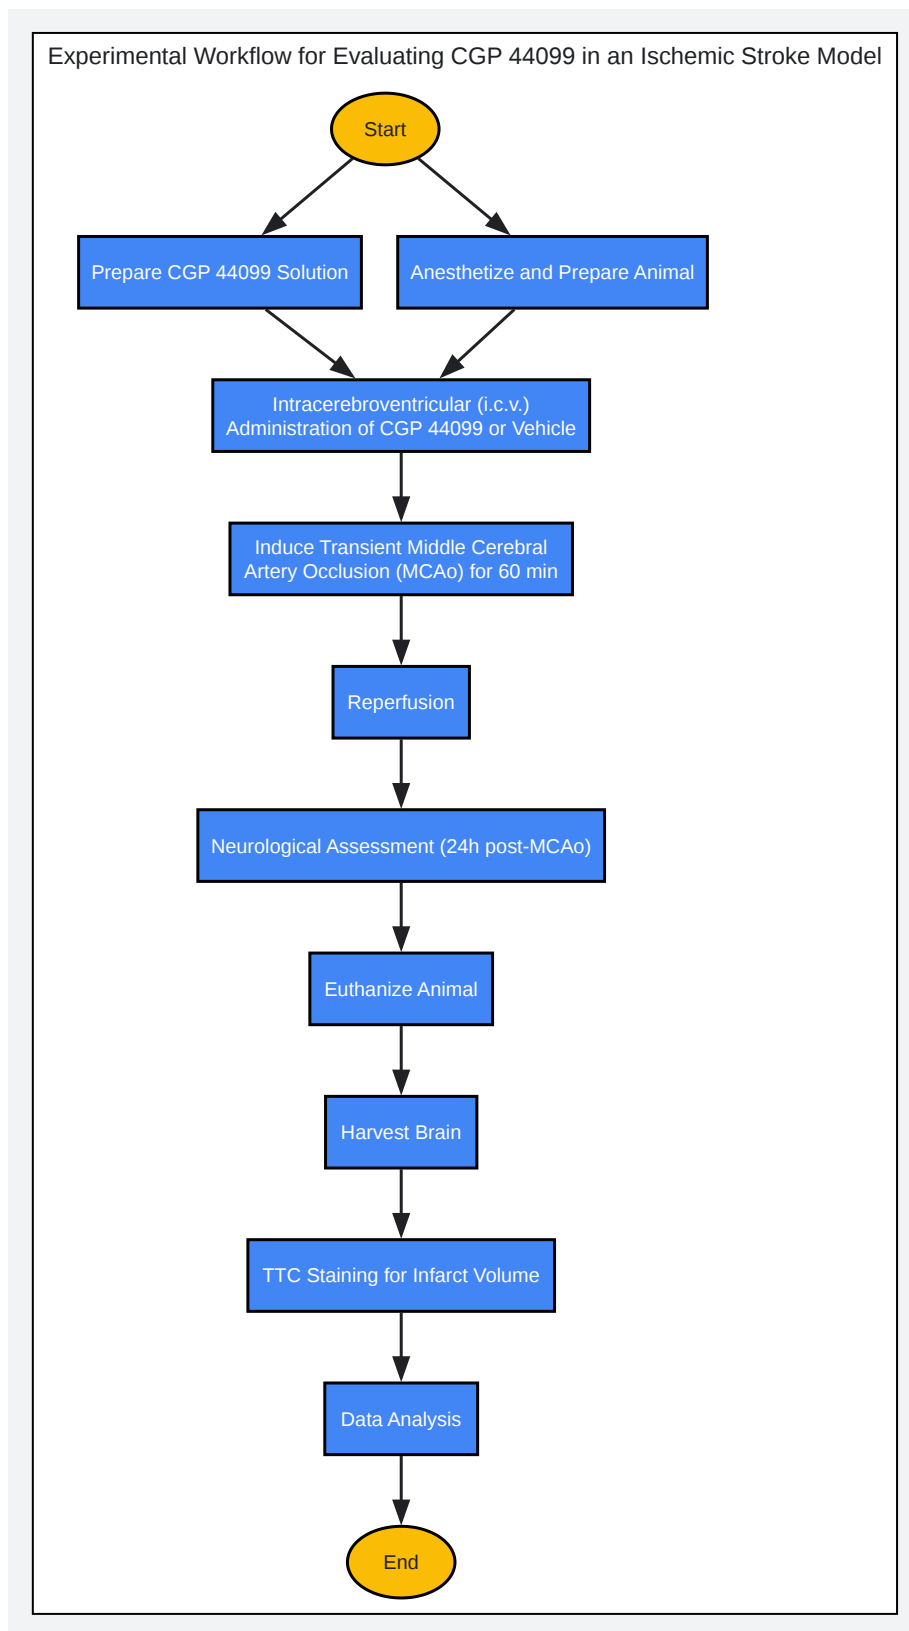 Experimental Workflow for Evaluating CGP 44099 in an Ischemic Stroke Model
Start
Prepare CGP 44099 Solution
Anesthetize and Prepare Animal
Intracerebroventricular (i.c.v.)
Administration of CGP 44099 or Vehicle
Induce Transient Middle Cerebral
Artery Occlusion (MCAo) for 60 min
Reperfusion
Neurological Assessment (24h post-MCAo)
Euthanize Animal
Harvest Brain
TTC Staining for Infarct Volume
Data Analysis
End